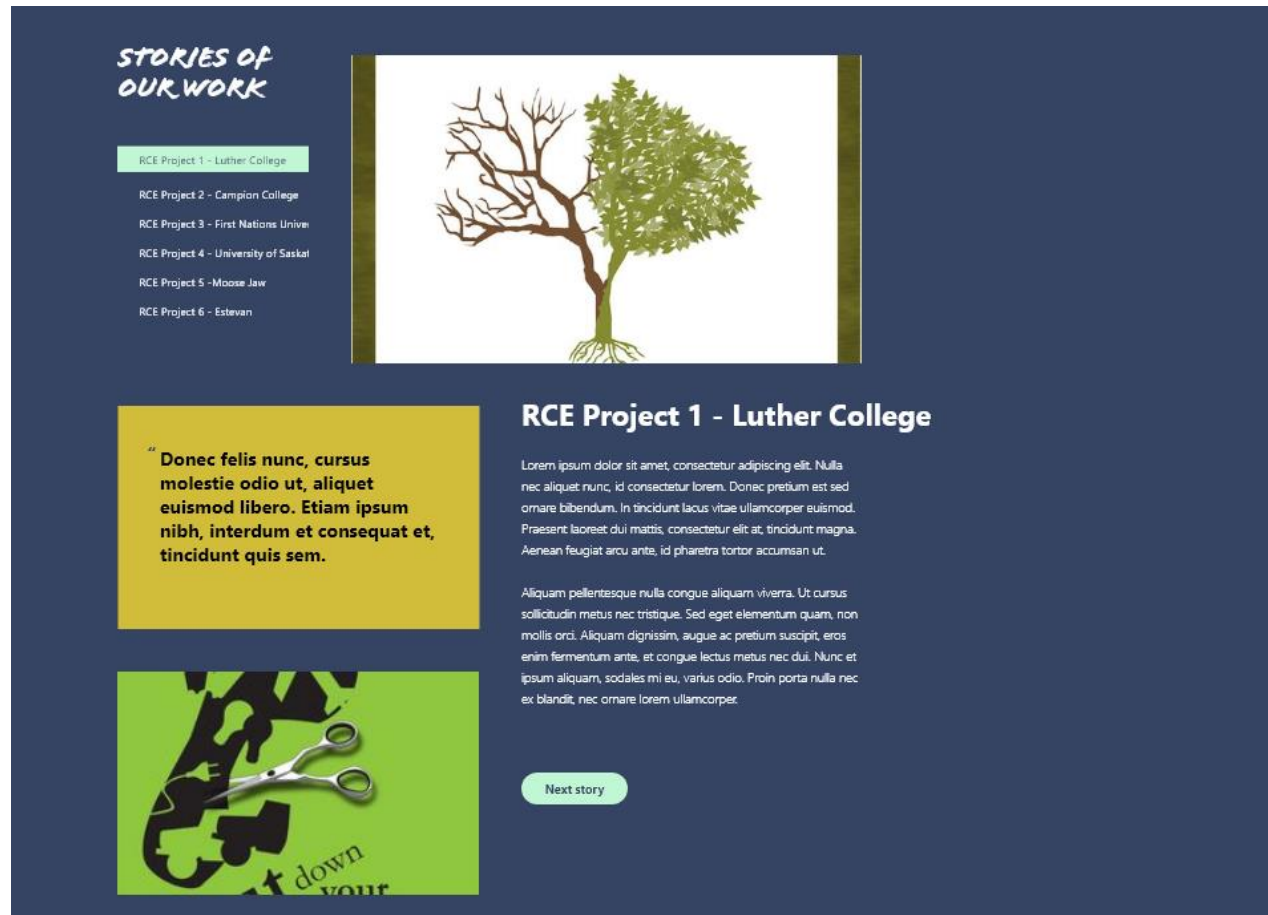 STORIES OF
OUR WORK
RCE Project 1 - Luther College
RCE Project 2 - Campion College
RCE Project 3 - First Nations Univer
RCE Project 4 - University of Saskat
RCE Project 5 -Moose Jaw
RCE Project 6 - Estevan
“ Donec felis nunc, cursus
molestie odio ut, aliquet
euismod libero. Etiam ipsum
nibh, interdum et consequat et,
tincidunt quis sem.
down
your
RCE Project 1 - Luther College
Lorem ipsum dolor sit amet, consectetur adipiscing elit. Nulla
nec aliquet nunc, id consectetur lorem. Donec pretium est sed
ornare bibendum. In tincidunt lacus vitae ullamcorper euismod.
Praesent laoreet dui mattis, consectetur elit at, tincidunt magna.
Aenean feugiat arcu ante, id pharetra tortor accumsan ut.
Aliquam pellentesque nulla congue aliquam viverra. Ut cursus
sollicitudin metus nec tristique. Sed eget elementum quam, non
mollis orci. Aliquam dignissim, augue ac pretium suscipit, eros
enim fermentum ante, et congue lectus metus nec dui. Nunc et
ipsum aliquam, sodales mi eu, varius odio. Proin porta nulla nec
ex blandit, nec ornare lorem ullamcorper.
Next story